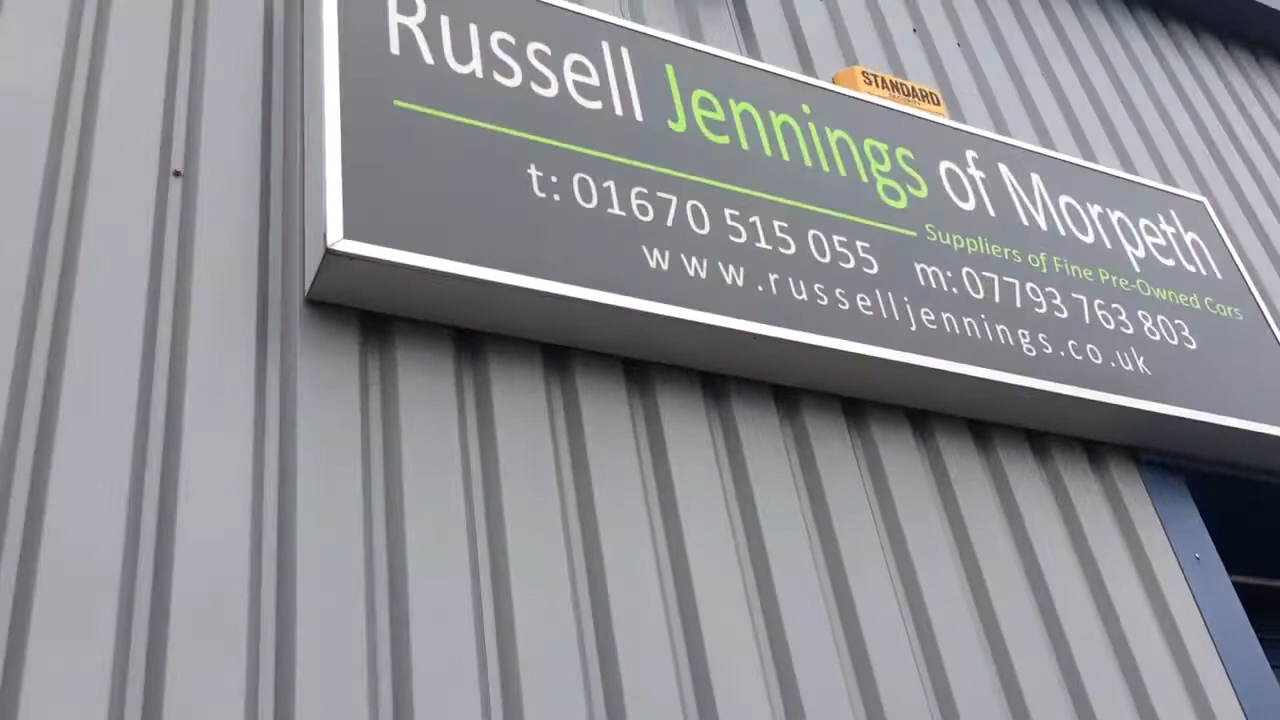 STANDARD
SECURITY
Russell Jennings of Morpeth
Suppliers of Fine Pre-Owned Cars
t: 01670 515 055 m: 07793 763 803
www.russelljennings.co.uk